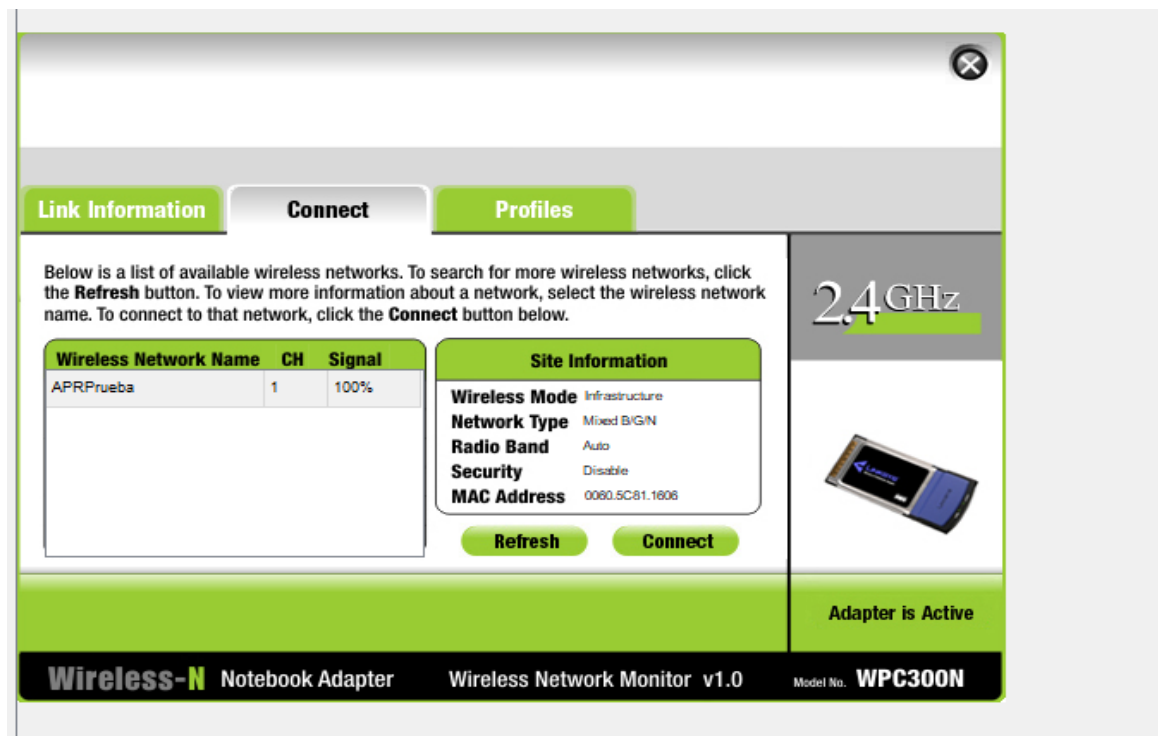 Link Information Connect Profiles
Below is a list of available wireless networks. To search for more wireless networks, click
the Refresh button. To view more information about a network, select the wireless network
name. To connect to that network, click the Connect button below.
2.4GHz
Wireless Network Name CH Signal
APRPrueba 1 100%
Site Information
Wireless Mode Infrastructure
Network Type Mixed B/G/N
Radio Band Auto
Security Disable
MAC Address 0060.5C81.1606
LINKSYS
Refresh Connect
Adapter is Active
Wireless-N Notebook Adapter Wireless Network Monitor v1.0 Model No. WPC300N